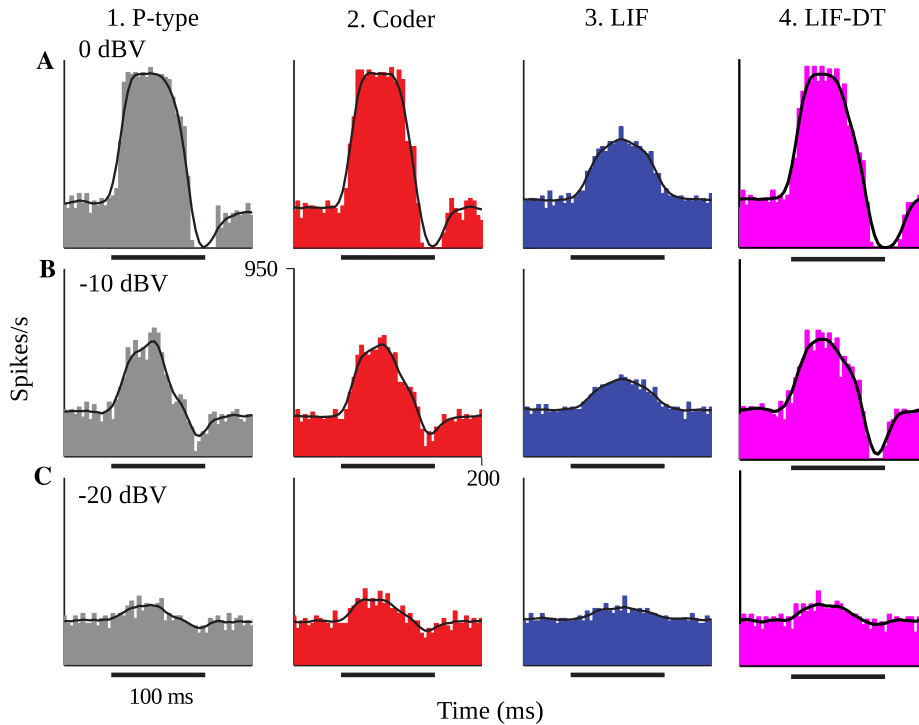 1. P-type
2. Coder
3. LIF
4. LIF-DT
A
0 dBV
B
-10 dBV
950
Spikes/s
C
-20 dBV
200
100 ms
Time (ms)